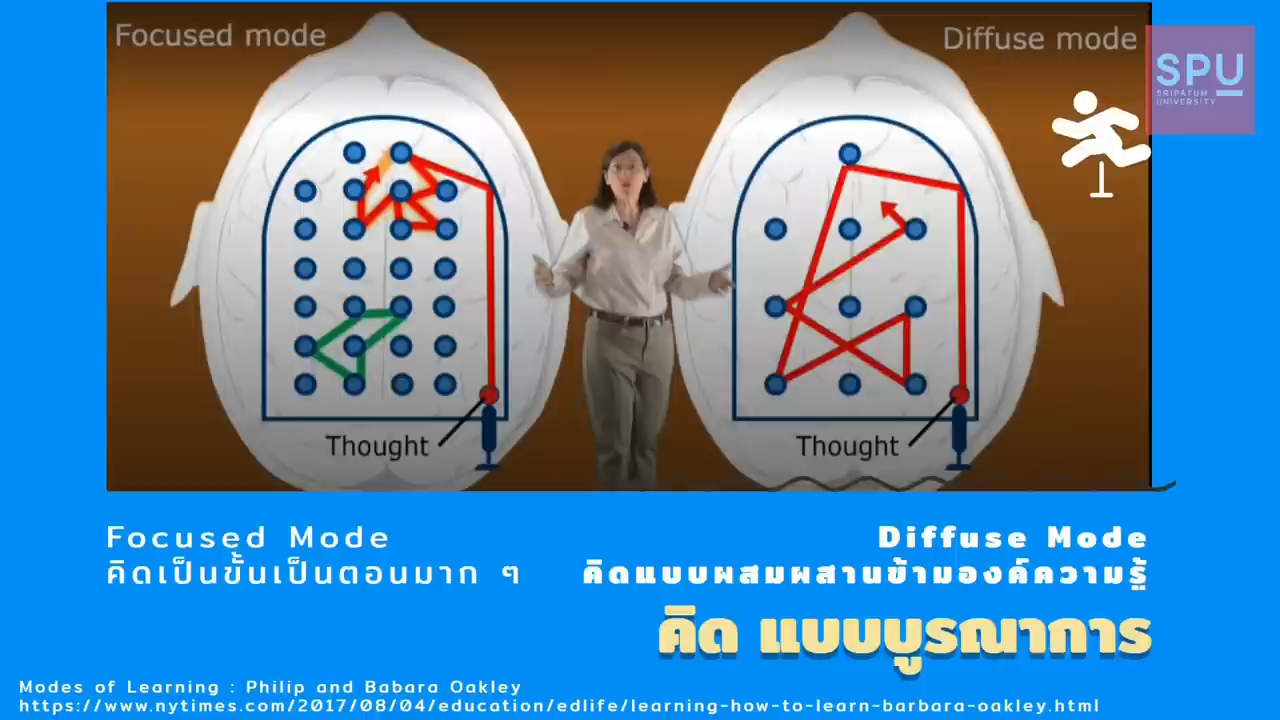 Focused mode
Diffuse mode
SPU
SRIPATUM
UNIVERSITY
Thought
Thought
Focused Mode
คิดเป็นขั้นเป็นตอนมาก ๆ
Diffuse Mode
คิดแบบผสมผสานข้ามองค์ความรู้
คิด แบบบูรณาการ
Modes of Learning : Philip and Babara Oakley
https://www.nytimes.com/2017/08/04/education/edlife/learning-how-to-learn-barbara-oakley.html